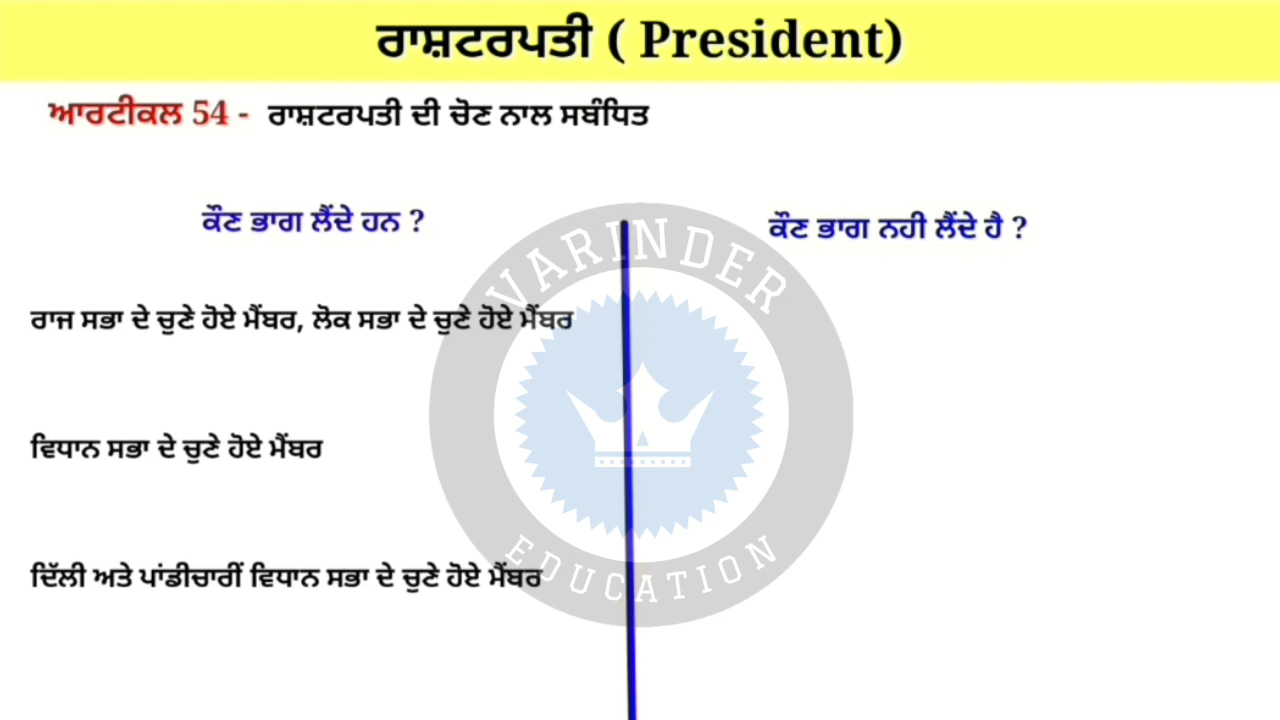 ਰਾਸ਼ਟਰਪਤੀ ( President)
ਆਰਟੀਕਲ 54 - ਰਾਸ਼ਟਰਪਤੀ ਦੀ ਚੋਣ ਨਾਲ ਸਬੰਧਿਤ
ਕੌਣ ਭਾਗ ਲੈਂਦੇ ਹਨ ?
ਕੌਣ ਭਾਗ ਨਹੀ ਲੈਂਦੇ ਹੈ ?
ਰਾਜ ਸਭਾ ਦੇ ਚੁਣੇ ਹੋਏ ਮੈਂਬਰ, ਲੋਕ ਸਭਾ ਦੇ ਚੁਣੇ ਹੋਏ ਮੈਂਬਰ
ਵਿਧਾਨ ਸਭਾ ਦੇ ਚੁਣੇ ਹੋਏ ਮੈਂਬਰ
ਦਿੱਲੀ ਅਤੇ ਪਾਂਡੀਚਾਰੀਂ ਵਿਧਾਨ ਸਭਾ ਦੇ ਚੁਣੇ ਹੋਏ ਮੈਂਬਰ
VARINDER
EDUCATION